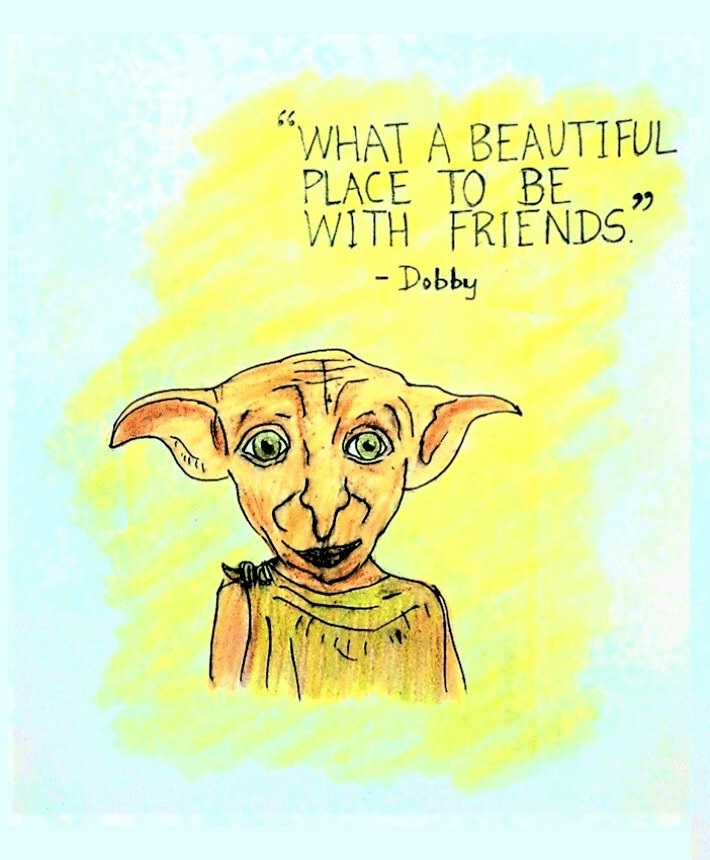 “WHAT A BEAUTIFUL
PLACE TO BE
WITH FRIENDS.”
- Dobby